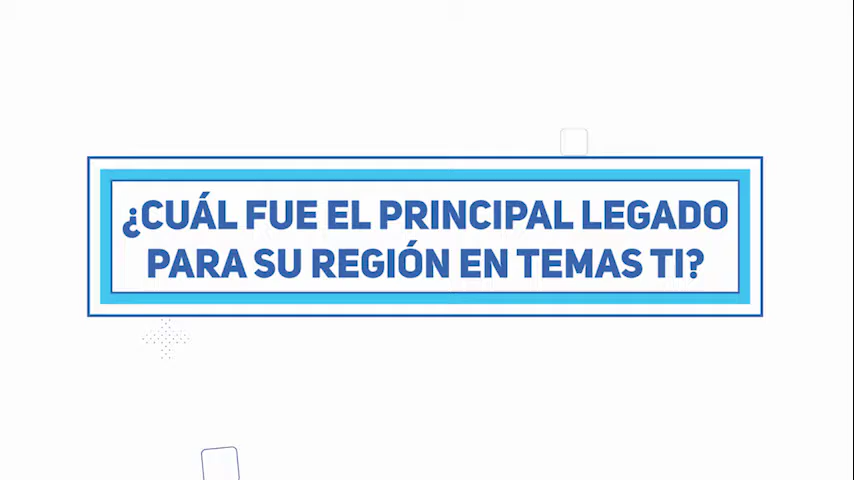 ¿CUÁL FUE EL PRINCIPAL LEGADO
PARA SU REGIÓN EN TEMAS TI?